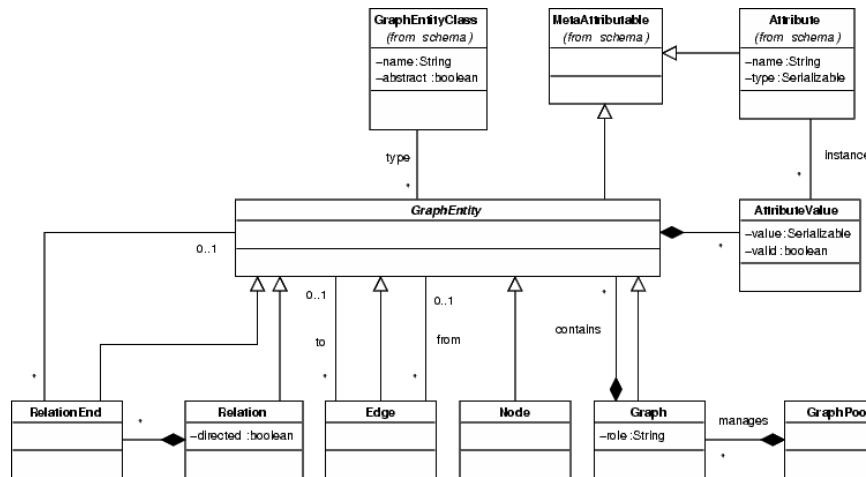 GraphEntityClass
(from schema)
–name:String
–abstract :boolean
MetaAttributable
(from schema)
Attribute
(from schema)
–name:String
–type:Serializable
type
*
instance
*
GraphEntity
AttributeValue
–value:Serializable
–valid:boolean
*
0..1
0..1
0..1
*
to
from
contains
*
*
*
RelationEnd
Relation
–directed :boolean
*
Edge
Node
Graph
–role:String
manages
*
GraphPoo